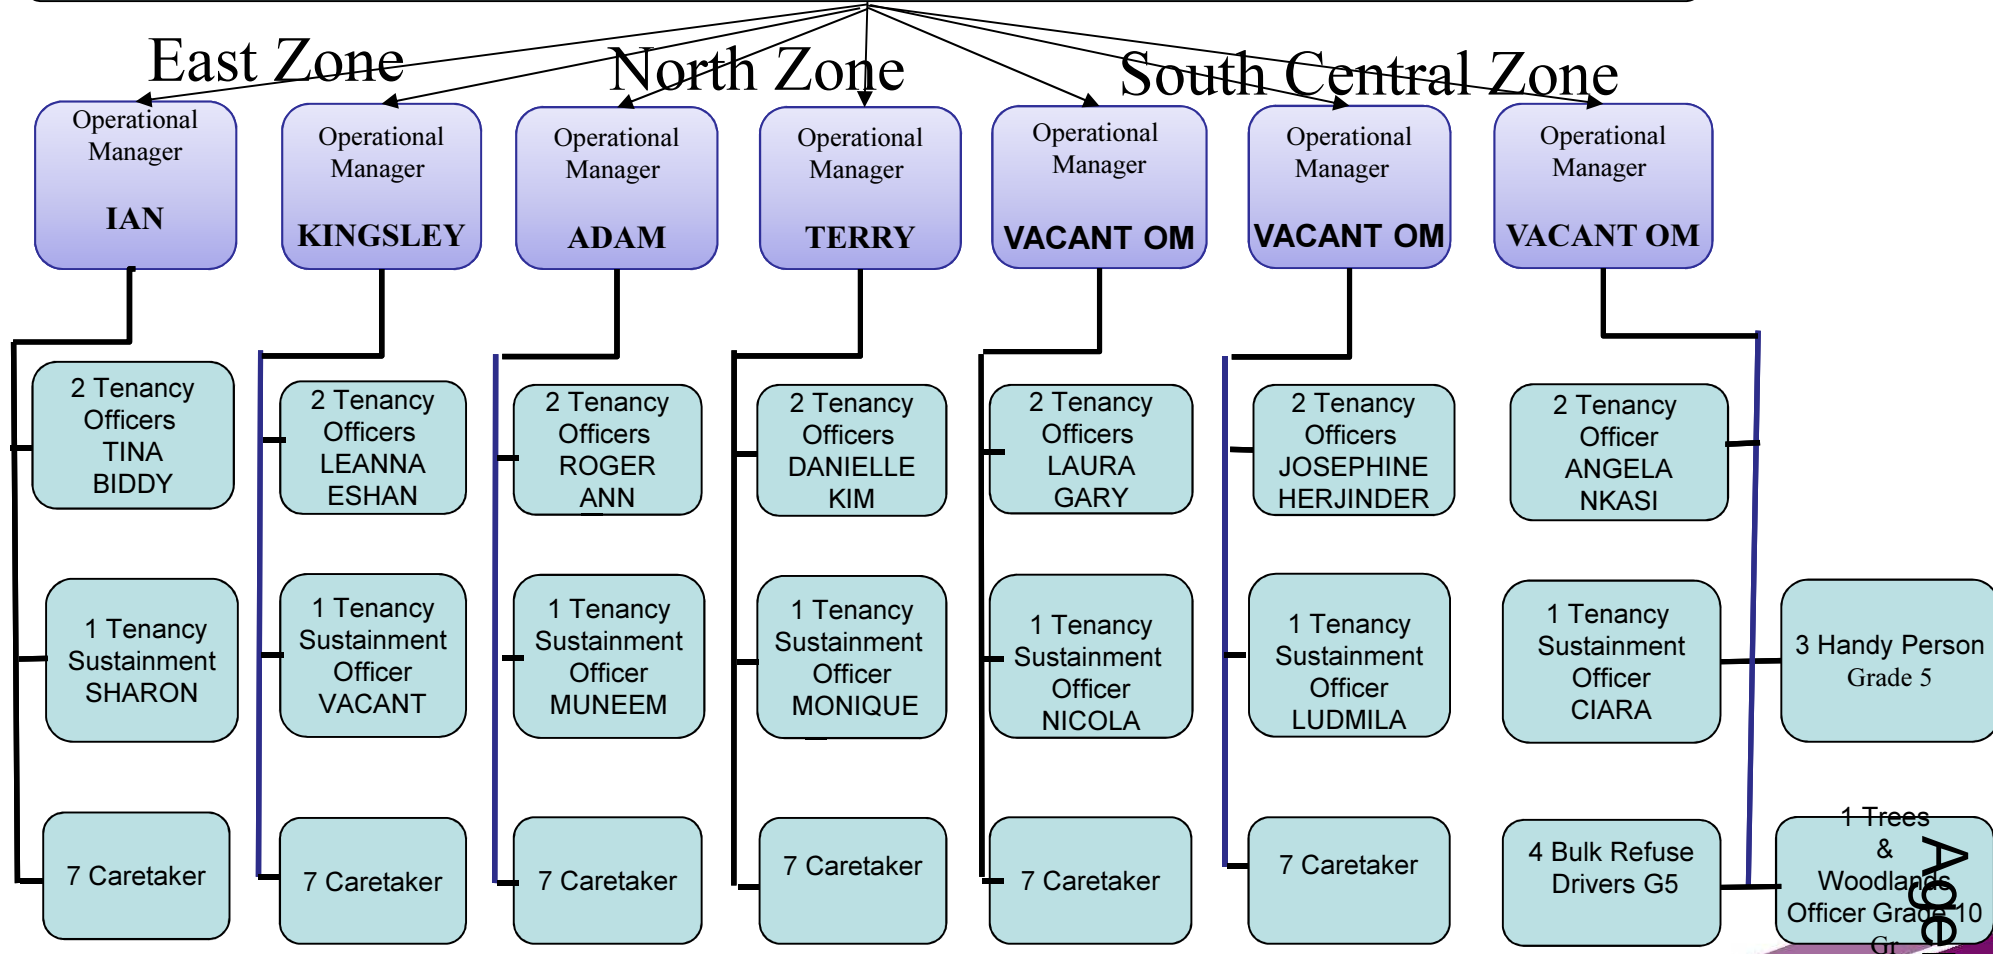 East Zone
North Zone
South Central Zone
Operational
Manager
IAN
Operational
Manager
KINGSLEY
Operational
Manager
ADAM
Operational
Manager
TERRY
Operational
Manager
VACANT OM
Operational
Manager
VACANT OM
Operational
Manager
VACANT OM
2 Tenancy
Officers
TINA
BIDDY
2 Tenancy
Officers
LEANNA
ESHAN
2 Tenancy
Officers
ROGER
ANN
2 Tenancy
Officers
DANIELLE
KIM
2 Tenancy
Officers
LAURA
GARY
2 Tenancy
Officers
JOSEPHINE
HERJINDER
2 Tenancy
Officer
ANGELA
NKASI
1 Tenancy
Sustainment
SHARON
1 Tenancy
Sustainment
Officer
VACANT
1 Tenancy
Sustainment
Officer
MUNEEM
1 Tenancy
Sustainment
Officer
MONIQUE
1 Tenancy
Sustainment
Officer
NICOLA
1 Tenancy
Sustainment
Officer
LUDMILA
1 Tenancy
Sustainment
Officer
CIARA
3 Handy Person
Grade 5
7 Caretaker
7 Caretaker
7 Caretaker
7 Caretaker
7 Caretaker
7 Caretaker
4 Bulk Refuse
Drivers G5
1 Trees
&
Woodlands
Officer Grade 10
Gr